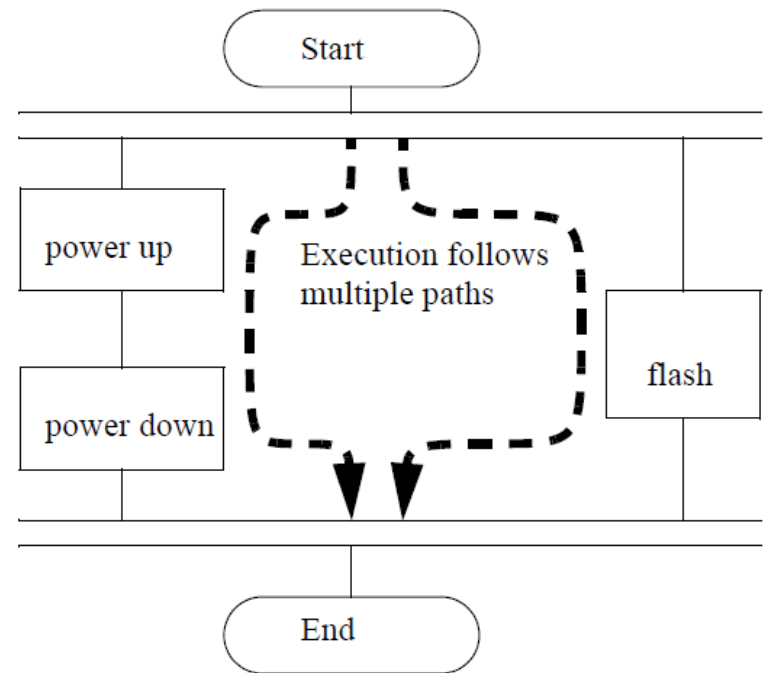 Start
power up
Execution follows
multiple paths
flash
power down
End